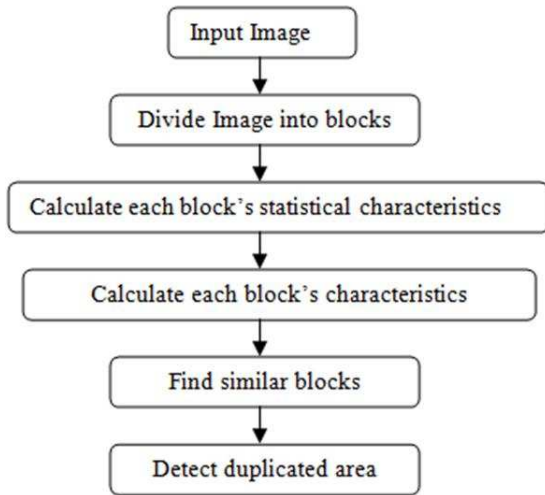 Input Image
Divide Image into blocks
Calculate each block's statistical characteristics
Calculate each block's characteristics
Find similar blocks
Detect duplicated area